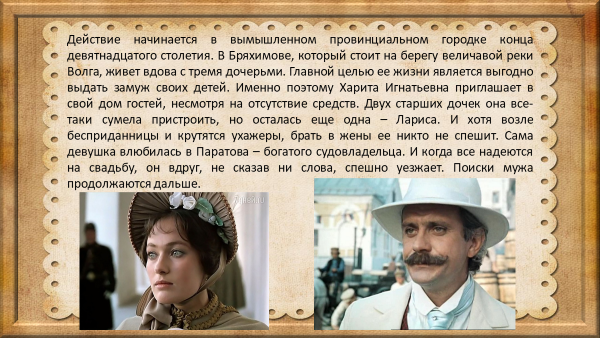 Действие начинается в вымышленном провинциальном городке конца
девятнадцатого столетия. В Бряхимове, который стоит на берегу величавой реки
Волга, живет вдова с тремя дочерьми. Главной целью ее жизни является выгодно
выдать замуж своих детей. Именно поэтому Харита Игнатьевна приглашает в
свой дом гостей, несмотря на отсутствие средств. Двух старших дочек она все-
таки сумела пристроить, но осталась еще одна – Лариса. И хотя возле
бесприданницы и крутятся ухажеры, брать в жены ее никто не спешит. Сама
девушка влюбилась в Паратова – богатого судовладельца. И когда все надеются
на свадьбу, он вдруг, не сказав ни слова, спешно уезжает. Поиски мужа
продолжаются дальше.